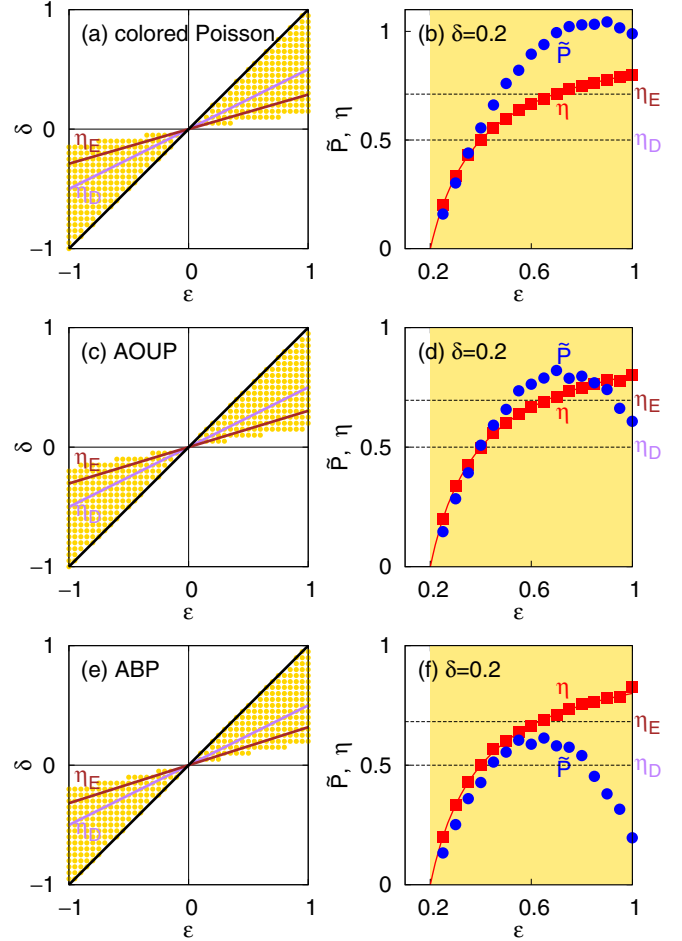 (a) colored Poisson
1
0
−1
δ
η_E
η_D
−1
0
1
ε
(b) δ=0.2
1
0.5
0
P̃, η
P̃
η
η_E
η_D
0.2
0.6
1
ε
(c) AOUP
1
0
−1
δ
η_E
η_D
−1
0
1
ε
(d) δ=0.2
1
0.5
0
P̃, η
P̃
η
η_E
η_D
0.2
0.6
1
ε
(e) ABP
1
0
−1
δ
η_E
η_D
−1
0
1
ε
(f) δ=0.2
1
0.5
0
P̃, η
η
P̃
η_E
η_D
0.2
0.6
1
ε